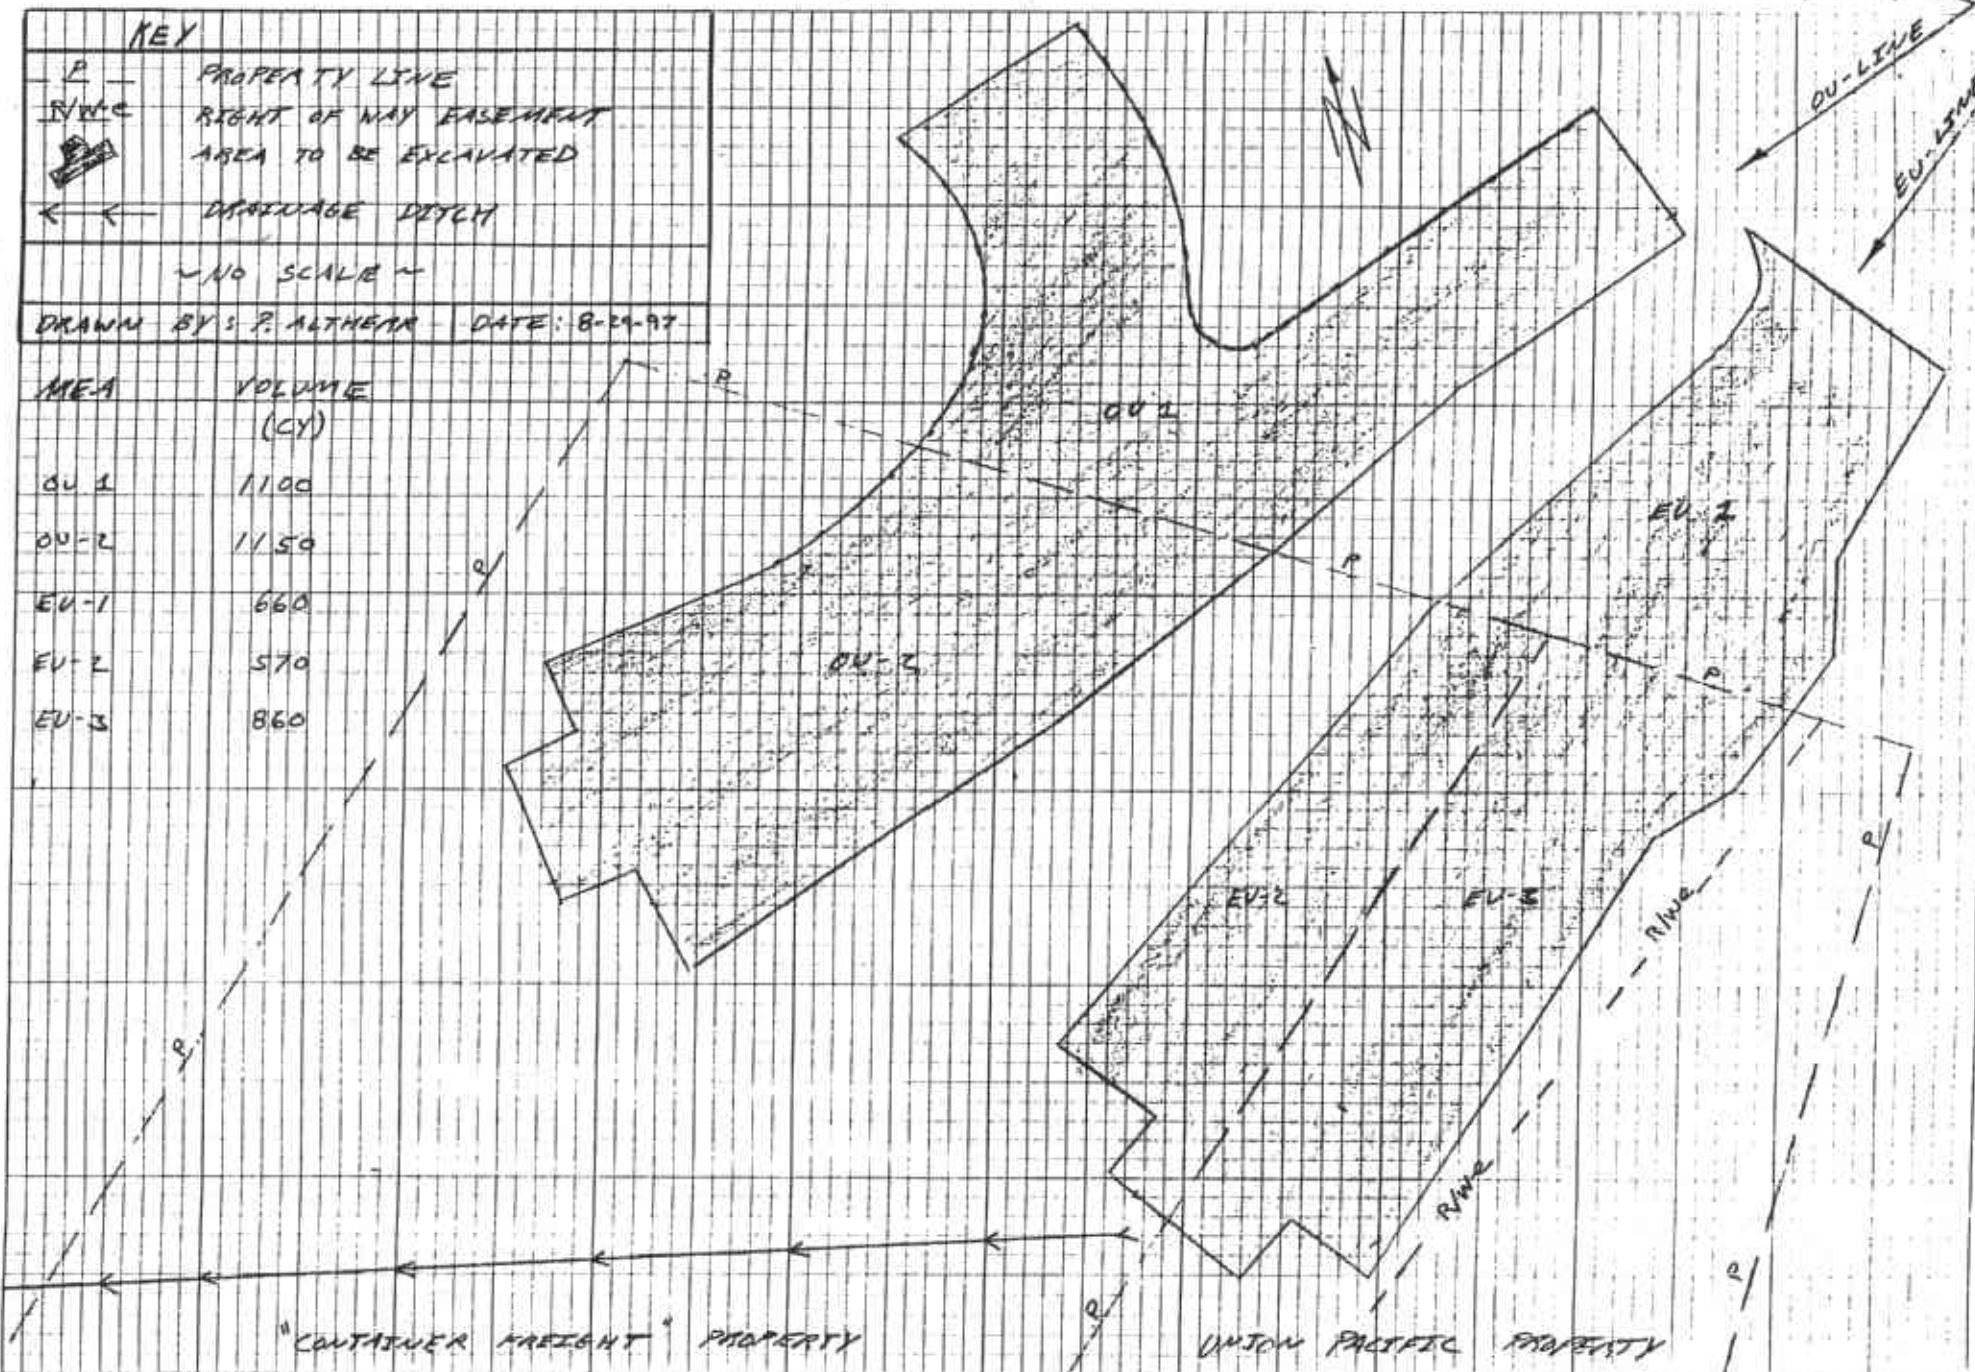 KEY
P PROPERTY LINE
R/W-e RIGHT OF WAY EASEMENT
AREA TO BE EXCAVATED
DRAINAGE DITCH
~ NO SCALE ~
DRAWN BY: P. ALTHERR DATE: 8-29-97
AREA VOLUME
(CY)
OU 1 1100
OU-2 1150
EU-1 660
EU-2 570
EU-3 860
N
OU-LINE
EU-LINE
P
OU 1
EU 1
P
P
OU-2
P
P
EU-2
EU-3
R/We
P
R/We
P
P
P
"CONTAINER FREIGHT" PROPERTY
UNION PACIFIC PROPERTY